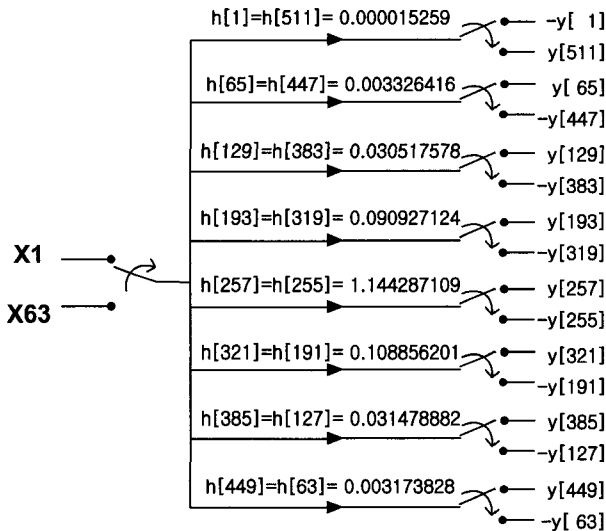 h[1]=h[511]= 0.000015259
-y[ 1]
y[511]
h[65]=h[447]= 0.003326416
y[ 65]
-y[447]
h[129]=h[383]= 0.030517578
y[129]
-y[383]
h[193]=h[319]= 0.090927124
y[193]
-y[319]
X1
X63
h[257]=h[255]= 1.144287109
y[257]
-y[255]
h[321]=h[191]= 0.108856201
y[321]
-y[191]
h[385]=h[127]= 0.031478882
y[385]
-y[127]
h[449]=h[63]= 0.003173828
y[449]
-y[ 63]